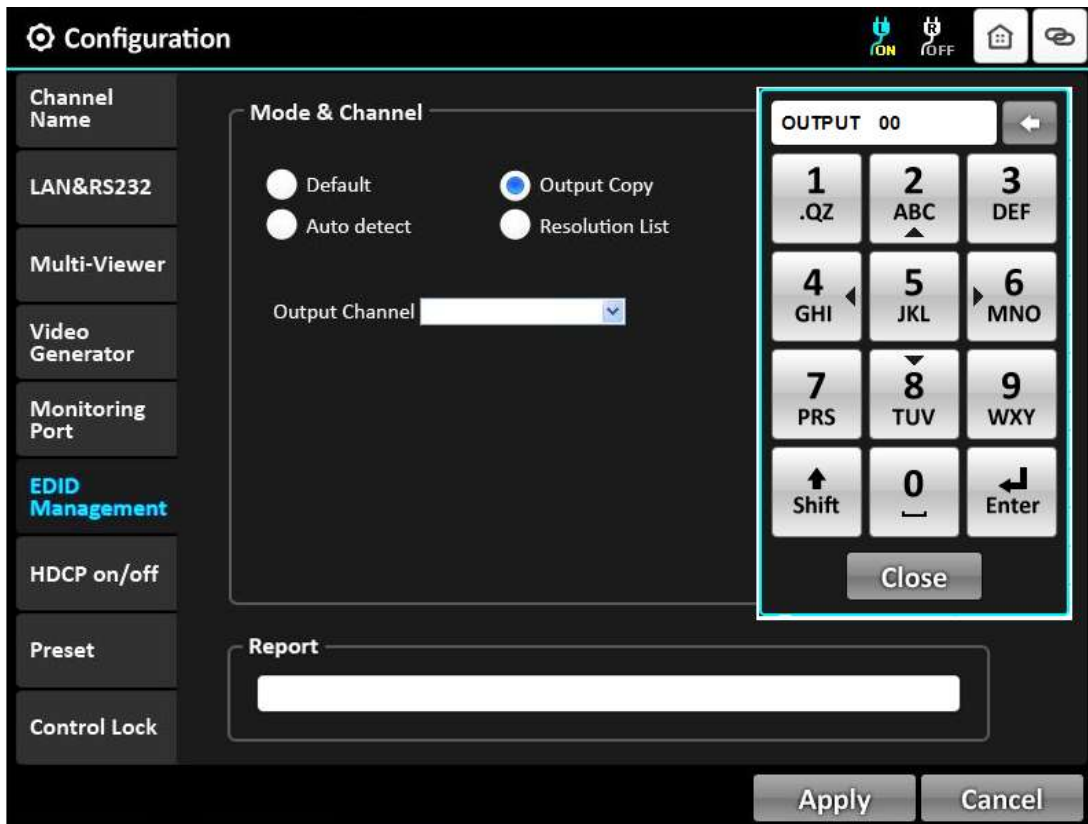 Configuration
L
ON
R
OFF
Channel
Name
LAN&RS232
Multi-Viewer
Video
Generator
Monitoring
Port
EDID
Management
HDCP on/off
Preset
Control Lock
Mode & Channel
Default
Output Copy
Auto detect
Resolution List
Output Channel
OUTPUT 00
1 2 3
.QZ ABC DEF
4 5 6
GHI JKL MNO
7 8 9
PRS TUV WXY
Shift 0 Enter
Close
Report
Apply Cancel